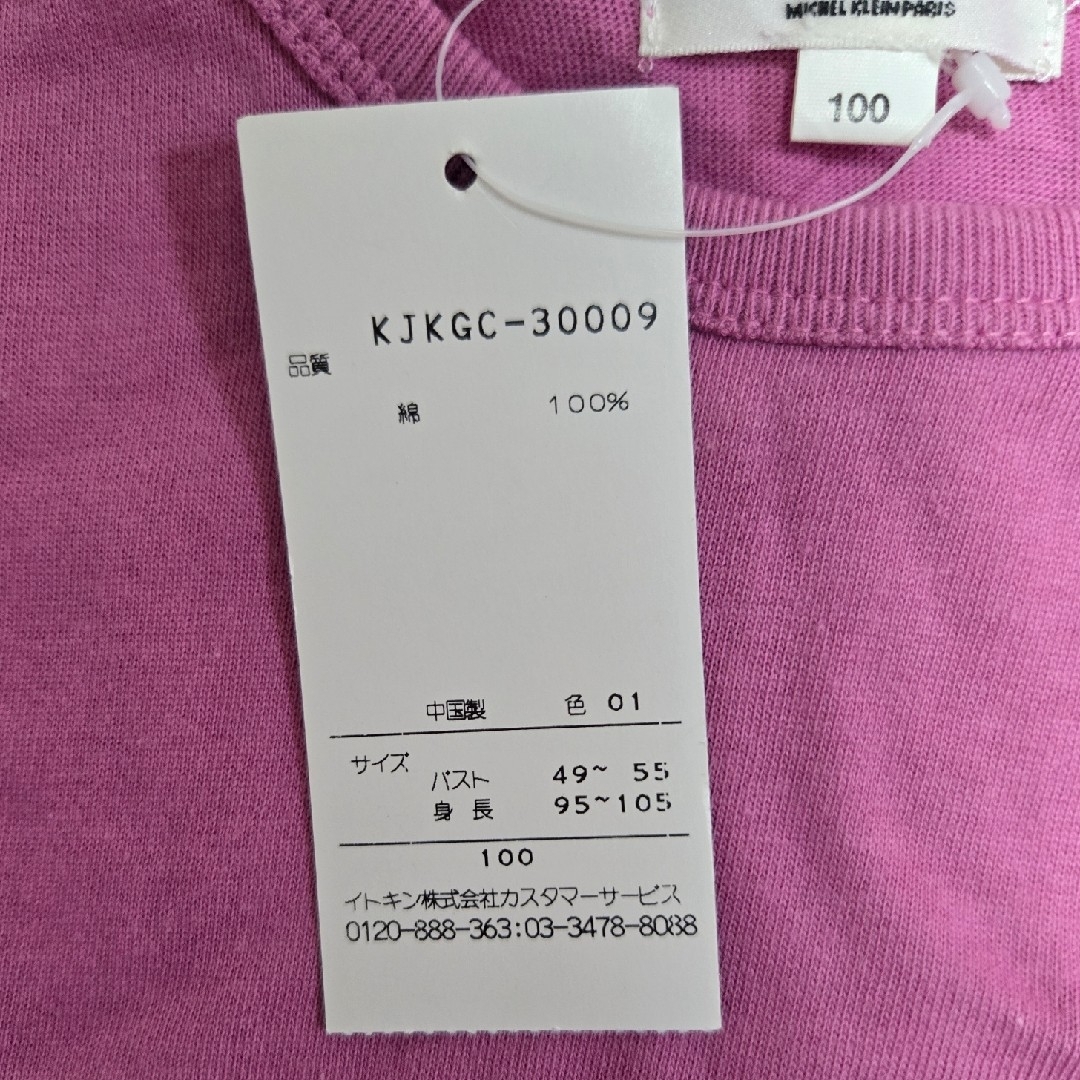 MICHEL KLEIN PARIS
100
KJKGC-30009
品質
綿 100%
中国製 色 01
サイズ バスト 49~ 55
身長 95~105
100
イトキン株式会社カスタマーサービス
0120-888-363:03-3478-8088